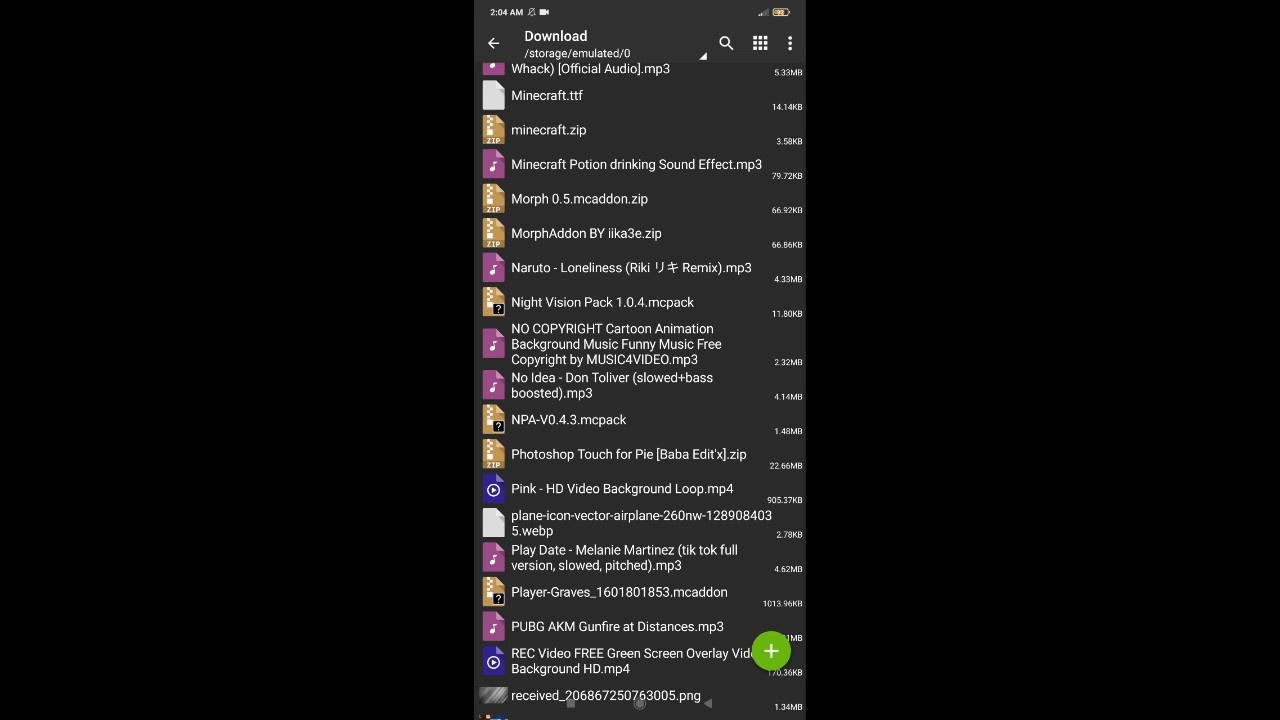 2:04 AM
92
Download
/storage/emulated/0
Whack) [Official Audio].mp3
5.33MB
Minecraft.ttf
14.14KB
minecraft.zip
ZIP
3.58KB
Minecraft Potion drinking Sound Effect.mp3
79.72KB
Morph 0.5.mcaddon.zip
ZIP
66.92KB
MorphAddon BY iika3e.zip
ZIP
66.86KB
Naruto - Loneliness (Riki リキ Remix).mp3
4.33MB
Night Vision Pack 1.0.4.mcpack
?
11.80KB
NO COPYRIGHT Cartoon Animation
Background Music Funny Music Free
Copyright by MUSIC4VIDEO.mp3
2.32MB
No Idea - Don Toliver (slowed+bass
boosted).mp3
4.14MB
NPA-V0.4.3.mcpack
?
1.48MB
Photoshop Touch for Pie [Baba Edit'x].zip
ZIP
22.66MB
Pink - HD Video Background Loop.mp4
905.37KB
plane-icon-vector-airplane-260nw-128908403
5.webp
2.78KB
Play Date - Melanie Martinez (tik tok full
version, slowed, pitched).mp3
4.62MB
Player-Graves_1601801853.mcaddon
?
1013.96KB
PUBG AKM Gunfire at Distances.mp3
REC Video FREE Green Screen Overlay
Background HD.mp4
170.36KB
received_206867250763005.png
1.34MB